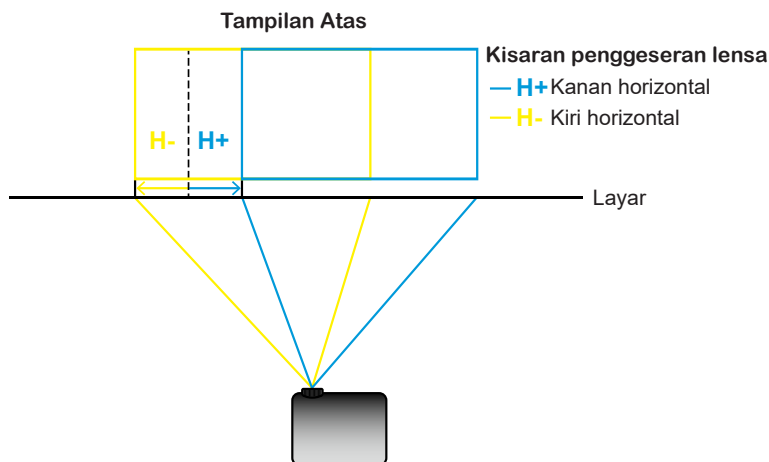 Tampilan Atas
Kisaran penggeseran lensa
H+ Kanan horizontal
H- Kiri horizontal
H- H+
Layar